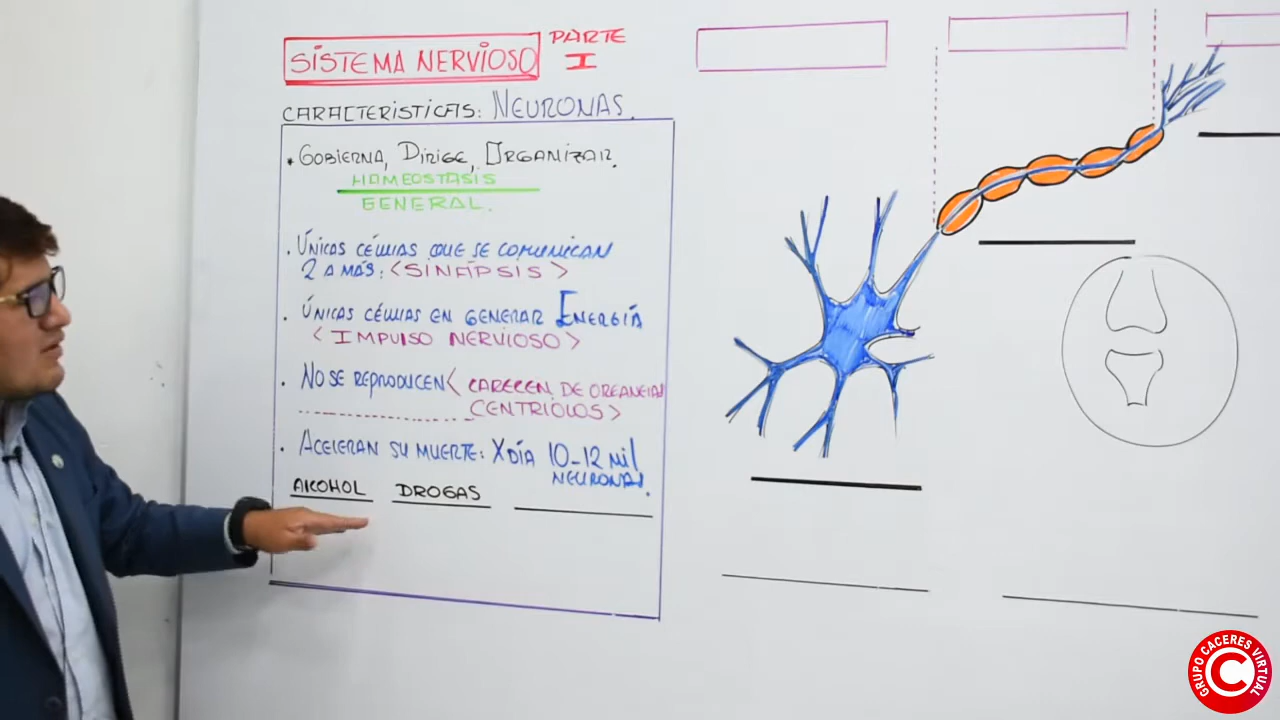 SISTEMA NERVIOSO PARTE
I
CARACTERISTICAS: NEURONAS.
• GOBIERNA, DIRIGE, ORGANIZAR.
HOMEOSTASIS
GENERAL.
• ÚNICAS CÉLULAS QUE SE COMUNICAN
2 A MÁS: <SINAPSIS>
• ÚNICAS CÉLULAS EN GENERAR ENERGÍA
<IMPULSO NERVIOSO>
• NO SE REPRODUCEN <CARECEN DE ORGANELAS
CENTRIOLOS>
• ACELERAN SU MUERTE: X DÍA 10-12 Mil
NEURONAS.
ALCOHOL DROGAS
GRUPO CACERES VIRTUAL
C